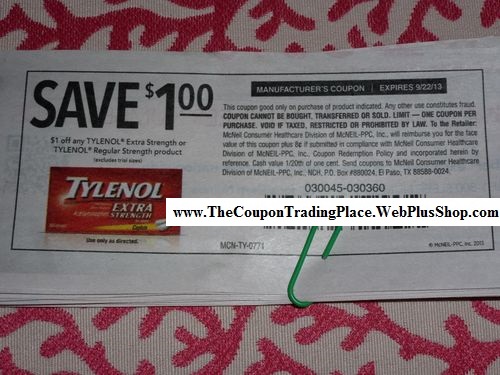 SAVE $1.00
$1 off any TYLENOL® Extra Strength or
TYLENOL® Regular Strength product
(excludes trial sizes)
TYLENOL
EXTRA
STRENGTH
Caplets
Use only as directed.
MANUFACTURER'S COUPON | EXPIRES 9/22/13
This coupon good only on purchase of product indicated. Any other use constitutes fraud.
COUPON CANNOT BE BOUGHT, TRANSFERRED OR SOLD. LIMIT — ONE COUPON PER
PURCHASE. VOID IF TAXED, RESTRICTED OR PROHIBITED BY LAW. To the Retailer:
McNeil Consumer Healthcare Division of McNEIL-PPC, Inc., will reimburse you for the face
value of this coupon plus 8¢ if submitted in compliance with McNeil Consumer Healthcare
Division of McNEIL-PPC, Inc., Coupon Redemption Policy and incorporated herein by
reference. Cash value 1/20th of one cent. Send coupons to McNeil Consumer Healthcare
Division of McNEIL-PPC, Inc., NCH, P.O. Box #880024, El Paso, TX 88588-0024.
030045-030360
www.TheCouponTradingPlace.WebPlusShop.com
MCN-TY-0771
© McNEIL-PPC, Inc. 2013